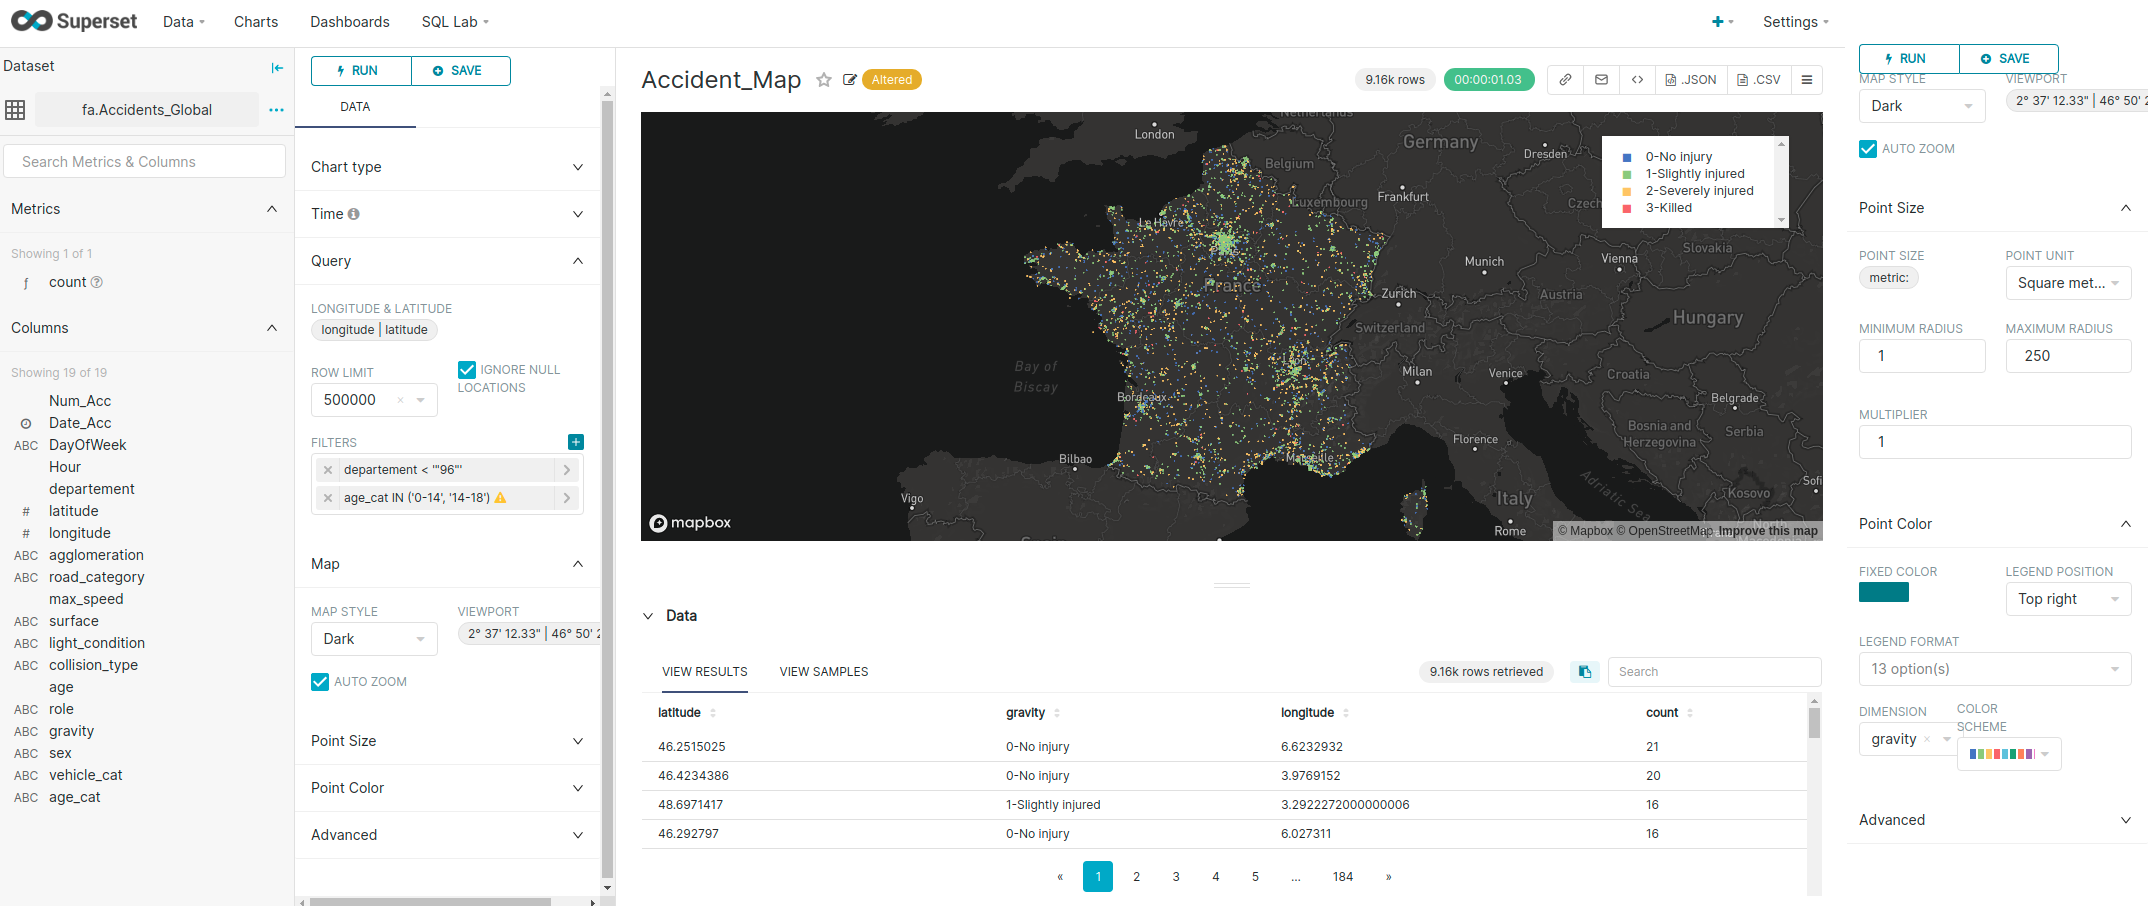 Superset
Data
Charts
Dashboards
SQL Lab
Settings
Dataset
fa.Accidents_Global
Search Metrics & Columns
Metrics
Showing 1 of 1
ƒ count
Columns
Showing 19 of 19
Num_Acc
Date_Acc
ABC DayOfWeek
Hour
departement
# latitude
# longitude
ABC agglomeration
ABC road_category
max_speed
ABC surface
ABC light_condition
ABC collision_type
age
ABC role
ABC gravity
ABC sex
ABC vehicle_cat
ABC age_cat
RUN
SAVE
DATA
Chart type
Time
Query
LONGITUDE & LATITUDE
longitude | latitude
ROW LIMIT
500000
IGNORE NULL
LOCATIONS
FILTERS
departement < '"96"'
age_cat IN ('0-14', '14-18')
Map
MAP STYLE
Dark
VIEWPORT
2° 37' 12.33" | 46° 50' 2
AUTO ZOOM
Point Size
Point Color
Advanced
Accident_Map
Altered
9.16k rows
00:00:01.03
.JSON
.CSV
London
Netherlands
Belgium
Germany
Dresden
Frankfurt
Luxembourg
Czech
Le Havre
Slovakia
Munich
Vienna
France
Zurich
Austria
Switzerland
Hungary
Bay of
Biscay
Lyon
Milan
Venice
Croatia
Bordeaux
Belgrade
Bosnia and
Herzegovina
Serbia
Florence
Marseille
Bilbao
Vigo
Italy
Adriatic Sea
Kosovo
Sofi
Rome
0-No injury
1-Slightly injured
2-Severely injured
3-Killed
mapbox
© Mapbox © OpenStreetMap Improve this map
Data
VIEW RESULTS
VIEW SAMPLES
9.16k rows retrieved
Search
latitude gravity longitude count
46.2515025 0-No injury 6.6232932 21
46.4234386 0-No injury 3.9769152 20
48.6971417 1-Slightly injured 3.2922272000000006 16
46.292797 0-No injury 6.027311 16
« 1 2 3 4 5 ... 184 »
RUN
SAVE
MAP STYLE
Dark
VIEWPORT
2° 37' 12.33" | 46° 50' 2
AUTO ZOOM
Point Size
POINT SIZE
metric:
POINT UNIT
Square met...
MINIMUM RADIUS
1
MAXIMUM RADIUS
250
MULTIPLIER
1
Point Color
FIXED COLOR
LEGEND POSITION
Top right
LEGEND FORMAT
13 option(s)
DIMENSION
gravity
COLOR
SCHEME
Advanced